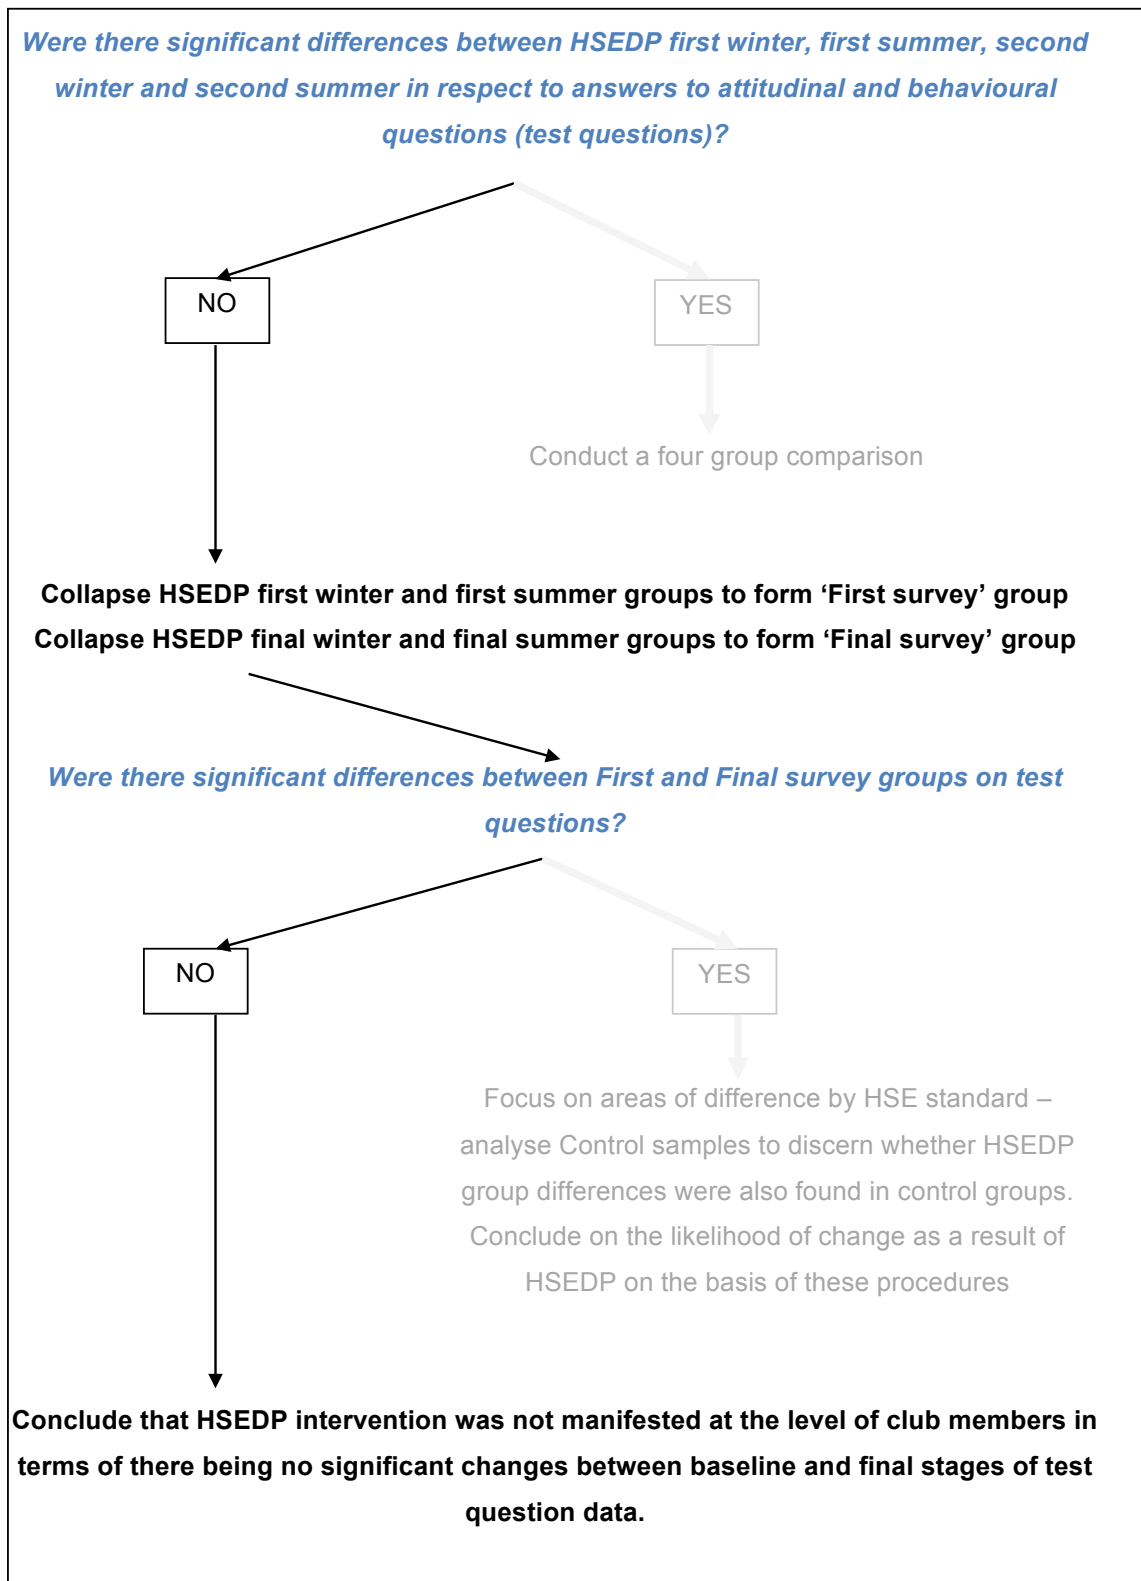 Were there significant differences between HSEDP first winter, first summer, second
winter and second summer in respect to answers to attitudinal and behavioural
questions (test questions)?
NO
YES
Conduct a four group comparison
Collapse HSEDP first winter and first summer groups to form ‘First survey’ group
Collapse HSEDP final winter and final summer groups to form ‘Final survey’ group
Were there significant differences between First and Final survey groups on test
questions?
NO
YES
Focus on areas of difference by HSE standard –
analyse Control samples to discern whether HSEDP
group differences were also found in control groups.
Conclude on the likelihood of change as a result of
HSEDP on the basis of these procedures
Conclude that HSEDP intervention was not manifested at the level of club members in
terms of there being no significant changes between baseline and final stages of test
question data.